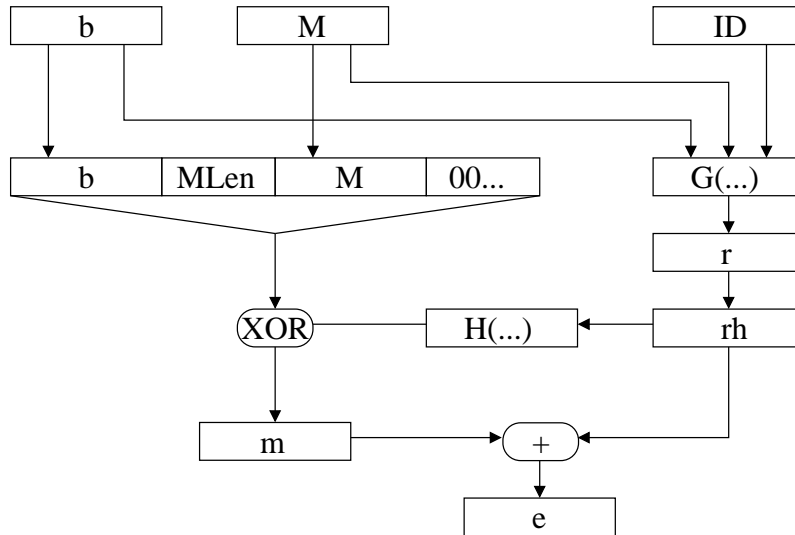 b M ID
b MLen M 00... G(...)
r
XOR H(...) rh
m +
e